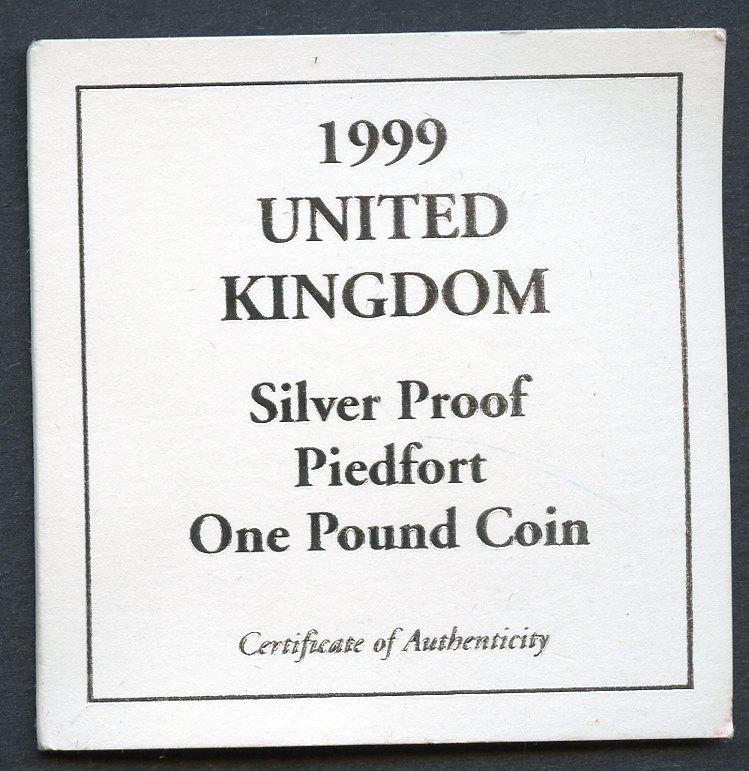 1999
UNITED
KINGDOM
Silver Proof
Piedfort
One Pound Coin
Certificate of Authenticity